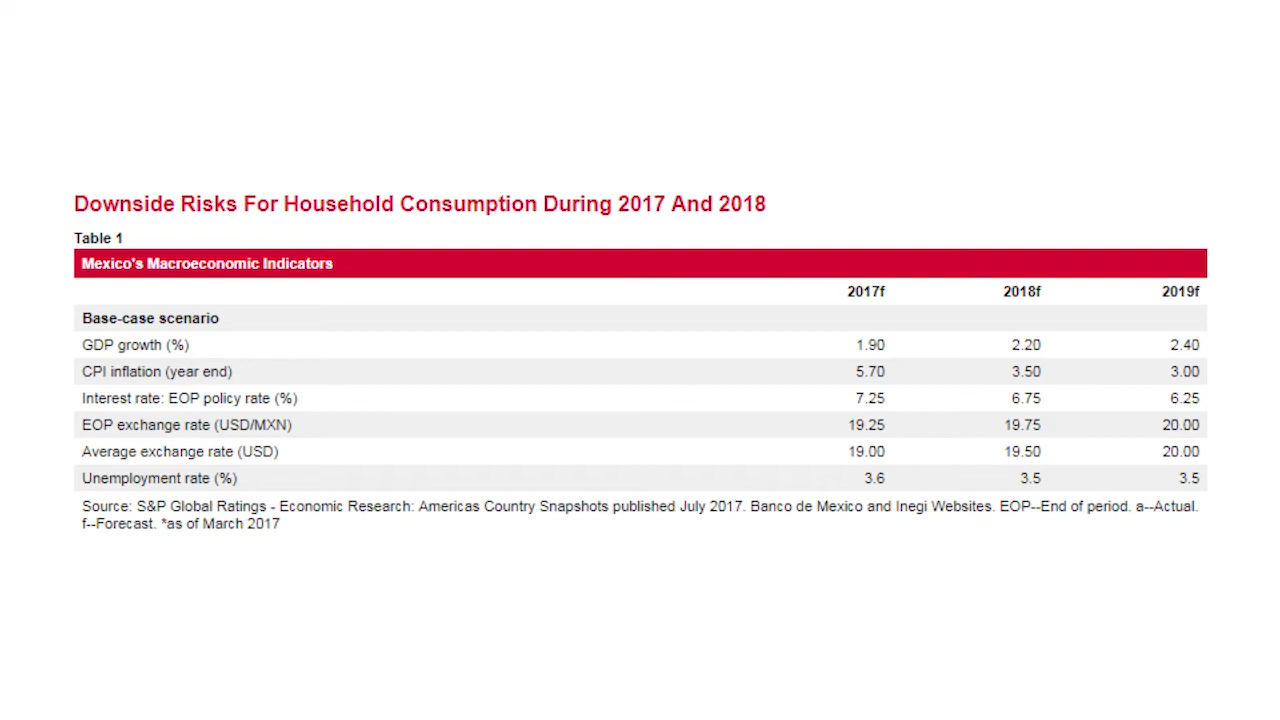 Downside Risks For Household Consumption During 2017 And 2018
Table 1
Mexico's Macroeconomic Indicators
2017f 2018f 2019f
Base-case scenario
GDP growth (%) 1.90 2.20 2.40
CPI inflation (year end) 5.70 3.50 3.00
Interest rate: EOP policy rate (%) 7.25 6.75 6.25
EOP exchange rate (USD/MXN) 19.25 19.75 20.00
Average exchange rate (USD) 19.00 19.50 20.00
Unemployment rate (%) 3.6 3.5 3.5
Source: S&P Global Ratings - Economic Research: Americas Country Snapshots published July 2017. Banco de Mexico and Inegi Websites. EOP--End of period. a--Actual.
f--Forecast. *as of March 2017